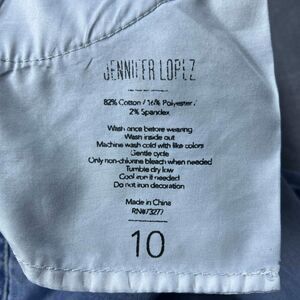 JENNIFER LOPEZ
82% Cotton / 16% Polyester /
2% Spandex
Wash once before wearing
Wash inside out
Machine wash cold with like colors
Gentle cycle
Only non-chlorine bleach when needed
Tumble dry low
Cool iron if needed
Do not iron decoration
Made in China
RN#73277
10